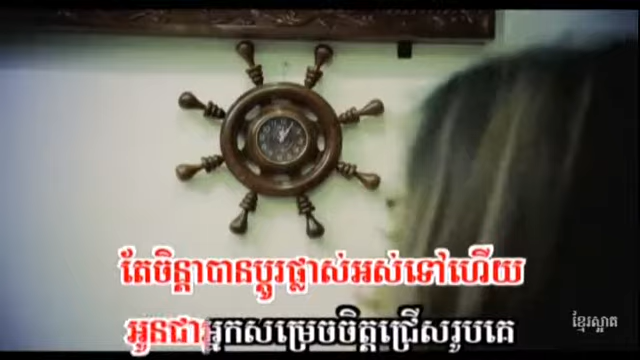 តែចិន្តាបានប្ដូរផ្លាស់អស់ទៅហើយ
អូនជាអ្នកសម្រេចចិត្តជ្រើសរូបគេ
ខ្មែរស្អាត